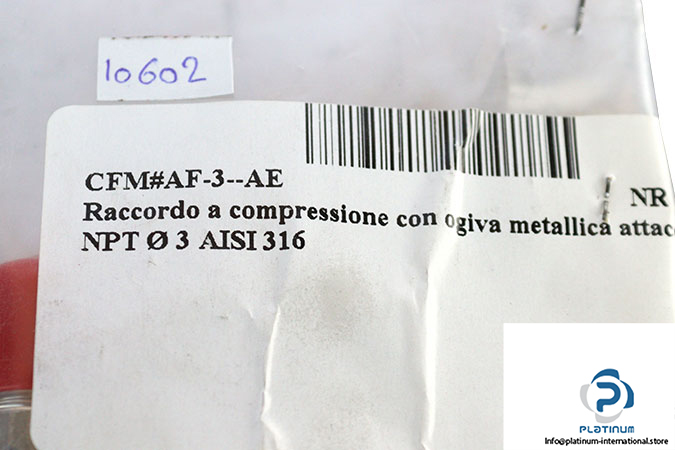 10602
CFM#AF-3--AE
NR
Raccordo a compressione con ogiva metallica attacc
NPT Ø 3 AISI 316
PLATINUM
Info@platinum-international.store